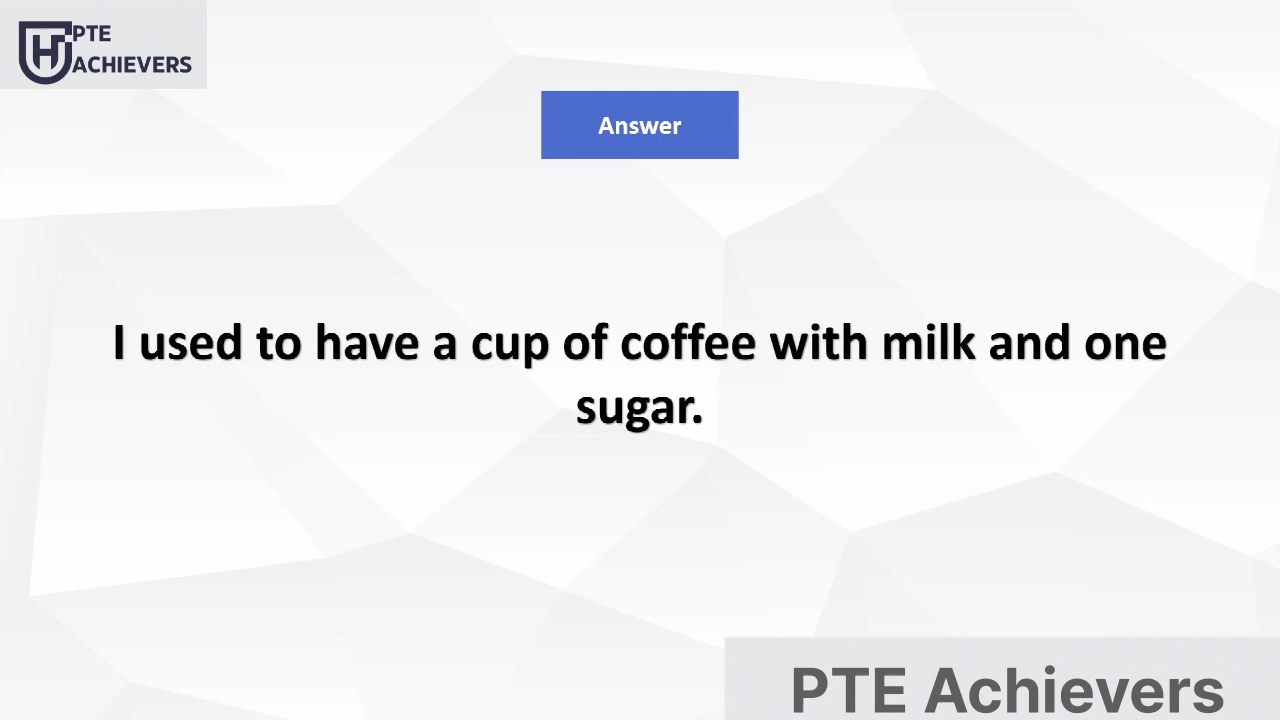 PTE
ACHIEVERS
Answer
I used to have a cup of coffee with milk and one
sugar.
PTE Achievers